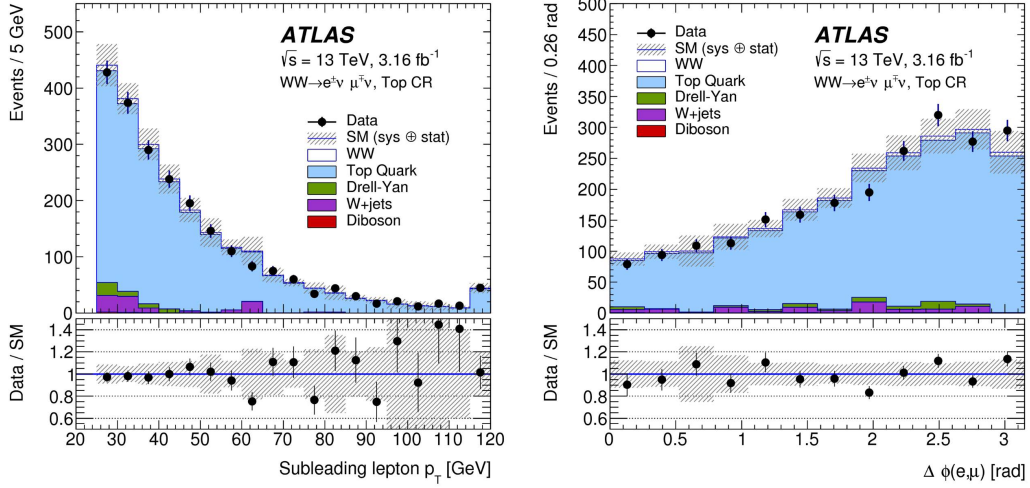 Events / 5 GeV
500
400
300
200
100
0
ATLAS
√s = 13 TeV, 3.16 fb⁻¹
WW→e±ν μ∓ν, Top CR
Data
SM (sys ⊕ stat)
WW
Top Quark
Drell-Yan
W+jets
Diboson
Data / SM
1.4
1.2
1
0.8
0.6
20 30 40 50 60 70 80 90 100 110 120
Subleading lepton p_T [GeV]
Events / 0.26 rad
500
450
400
350
300
250
200
150
100
50
0
Data
SM (sys ⊕ stat)
WW
Top Quark
Drell-Yan
W+jets
Diboson
ATLAS
√s = 13 TeV, 3.16 fb⁻¹
WW→e±ν μ∓ν, Top CR
Data / SM
1.4
1.2
1
0.8
0.6
0 0.5 1 1.5 2 2.5 3
Δ ϕ(e,μ) [rad]